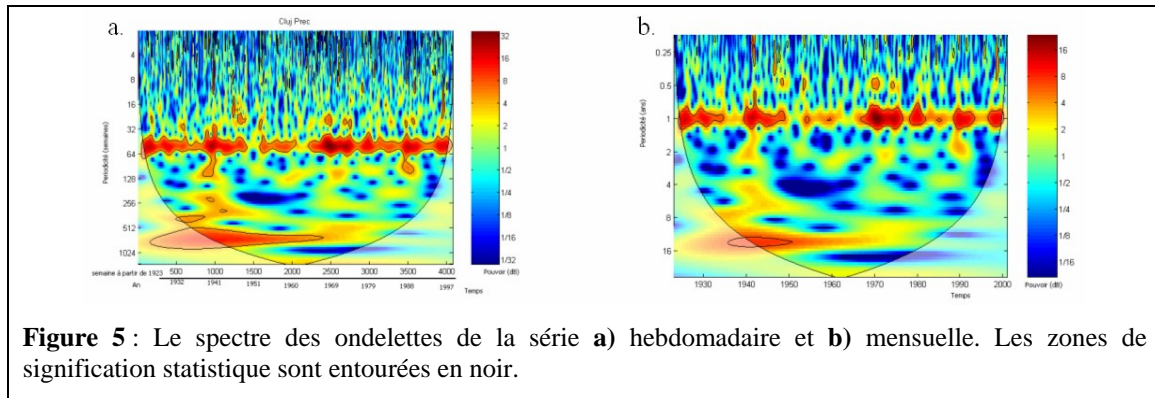 a.
Cluj Prec
4
8
16
32
64
128
256
512
1024
Periodicité (semaines)
32
16
8
4
2
1
1/2
1/4
1/8
1/16
1/32
Pouvoir (dB)
semaine à partir de 1923 500 1000 1500 2000 2500 3000 3500 4000
An 1932 1941 1951 1960 1969 1979 1988 1997 Temps
b.
0.25
0.5
1
2
4
8
16
Periodicité (ans)
16
8
4
2
1
1/2
1/4
1/8
1/16
Pouvoir (dB)
1930 1940 1950 1960 1970 1980 1990 2000
Temps
Figure 5 : Le spectre des ondelettes de la série a) hebdomadaire et b) mensuelle. Les zones de
signification statistique sont entourées en noir.